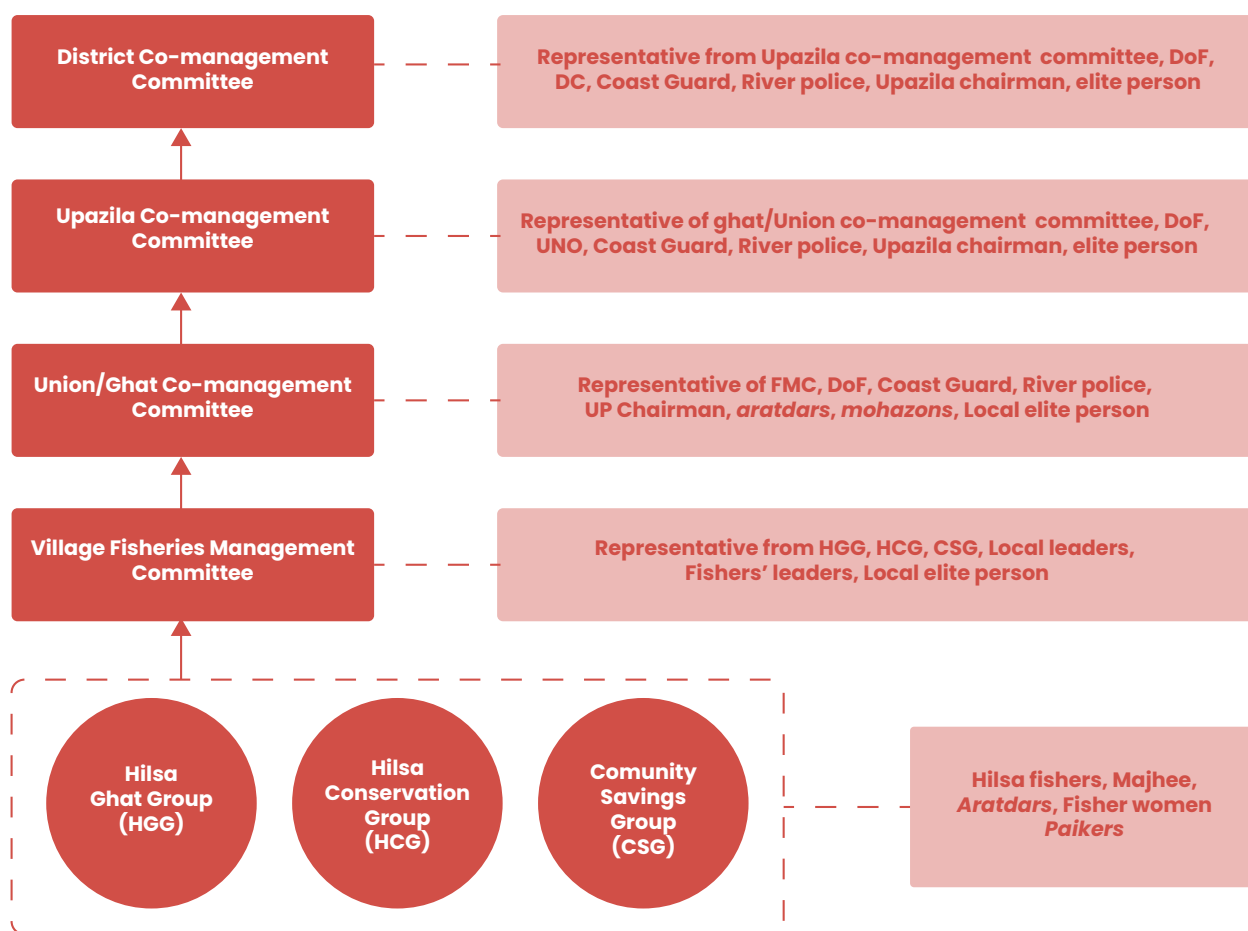 District Co-management
Committee
Representative from Upazila co-management committee, DoF,
DC, Coast Guard, River police, Upazila chairman, elite person
Upazila Co-management
Committee
Representative of ghat/Union co-management committee, DoF,
UNO, Coast Guard, River police, Upazila chairman, elite person
Union/Ghat Co-management
Committee
Representative of FMC, DoF, Coast Guard, River police,
UP Chairman, aratdars, mohazons, Local elite person
Village Fisheries Management
Committee
Representative from HGG, HCG, CSG, Local leaders,
Fishers’ leaders, Local elite person
Hilsa
Ghat Group
(HGG)
Hilsa
Conservation
Group
(HCG)
Comunity
Savings
Group
(CSG)
Hilsa fishers, Majhee,
Aratdars, Fisher women
Paikers